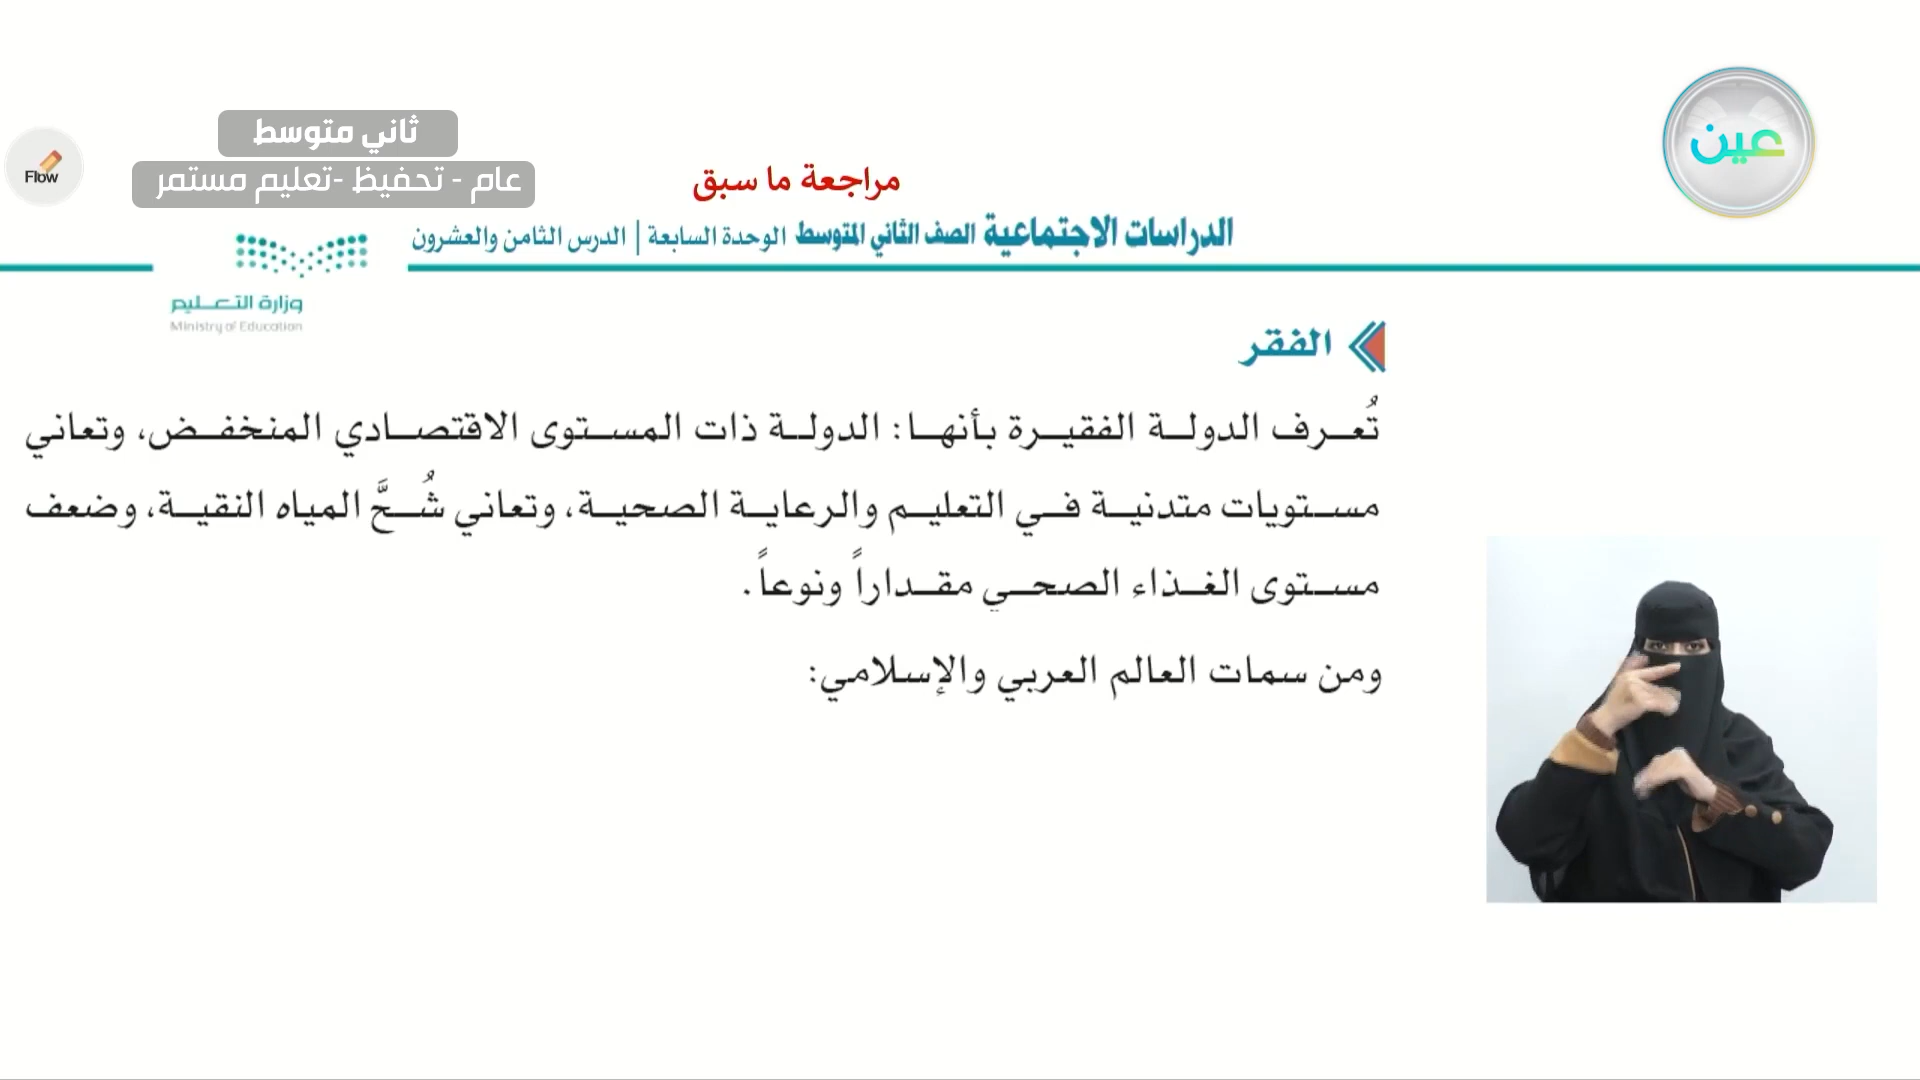 عين
ثاني متوسط
عام - تحفيظ -تعليم مستمر
Flow
مراجعة ما سبق
الدراسات الاجتماعية الصف الثاني المتوسط الوحدة السابعة | الدرس الثامن والعشرون
وزارة التعليم
Ministry of Education
الفقر
تُعرف الدولة الفقيرة بأنها: الدولة ذات المستوى الاقتصادي المنخفض، وتعاني
مستويات متدنية في التعليم والرعاية الصحية، وتعاني شُحَّ المياه النقية، وضعف
مستوى الغذاء الصحي مقداراً ونوعاً.
ومن سمات العالم العربي والإسلامي: